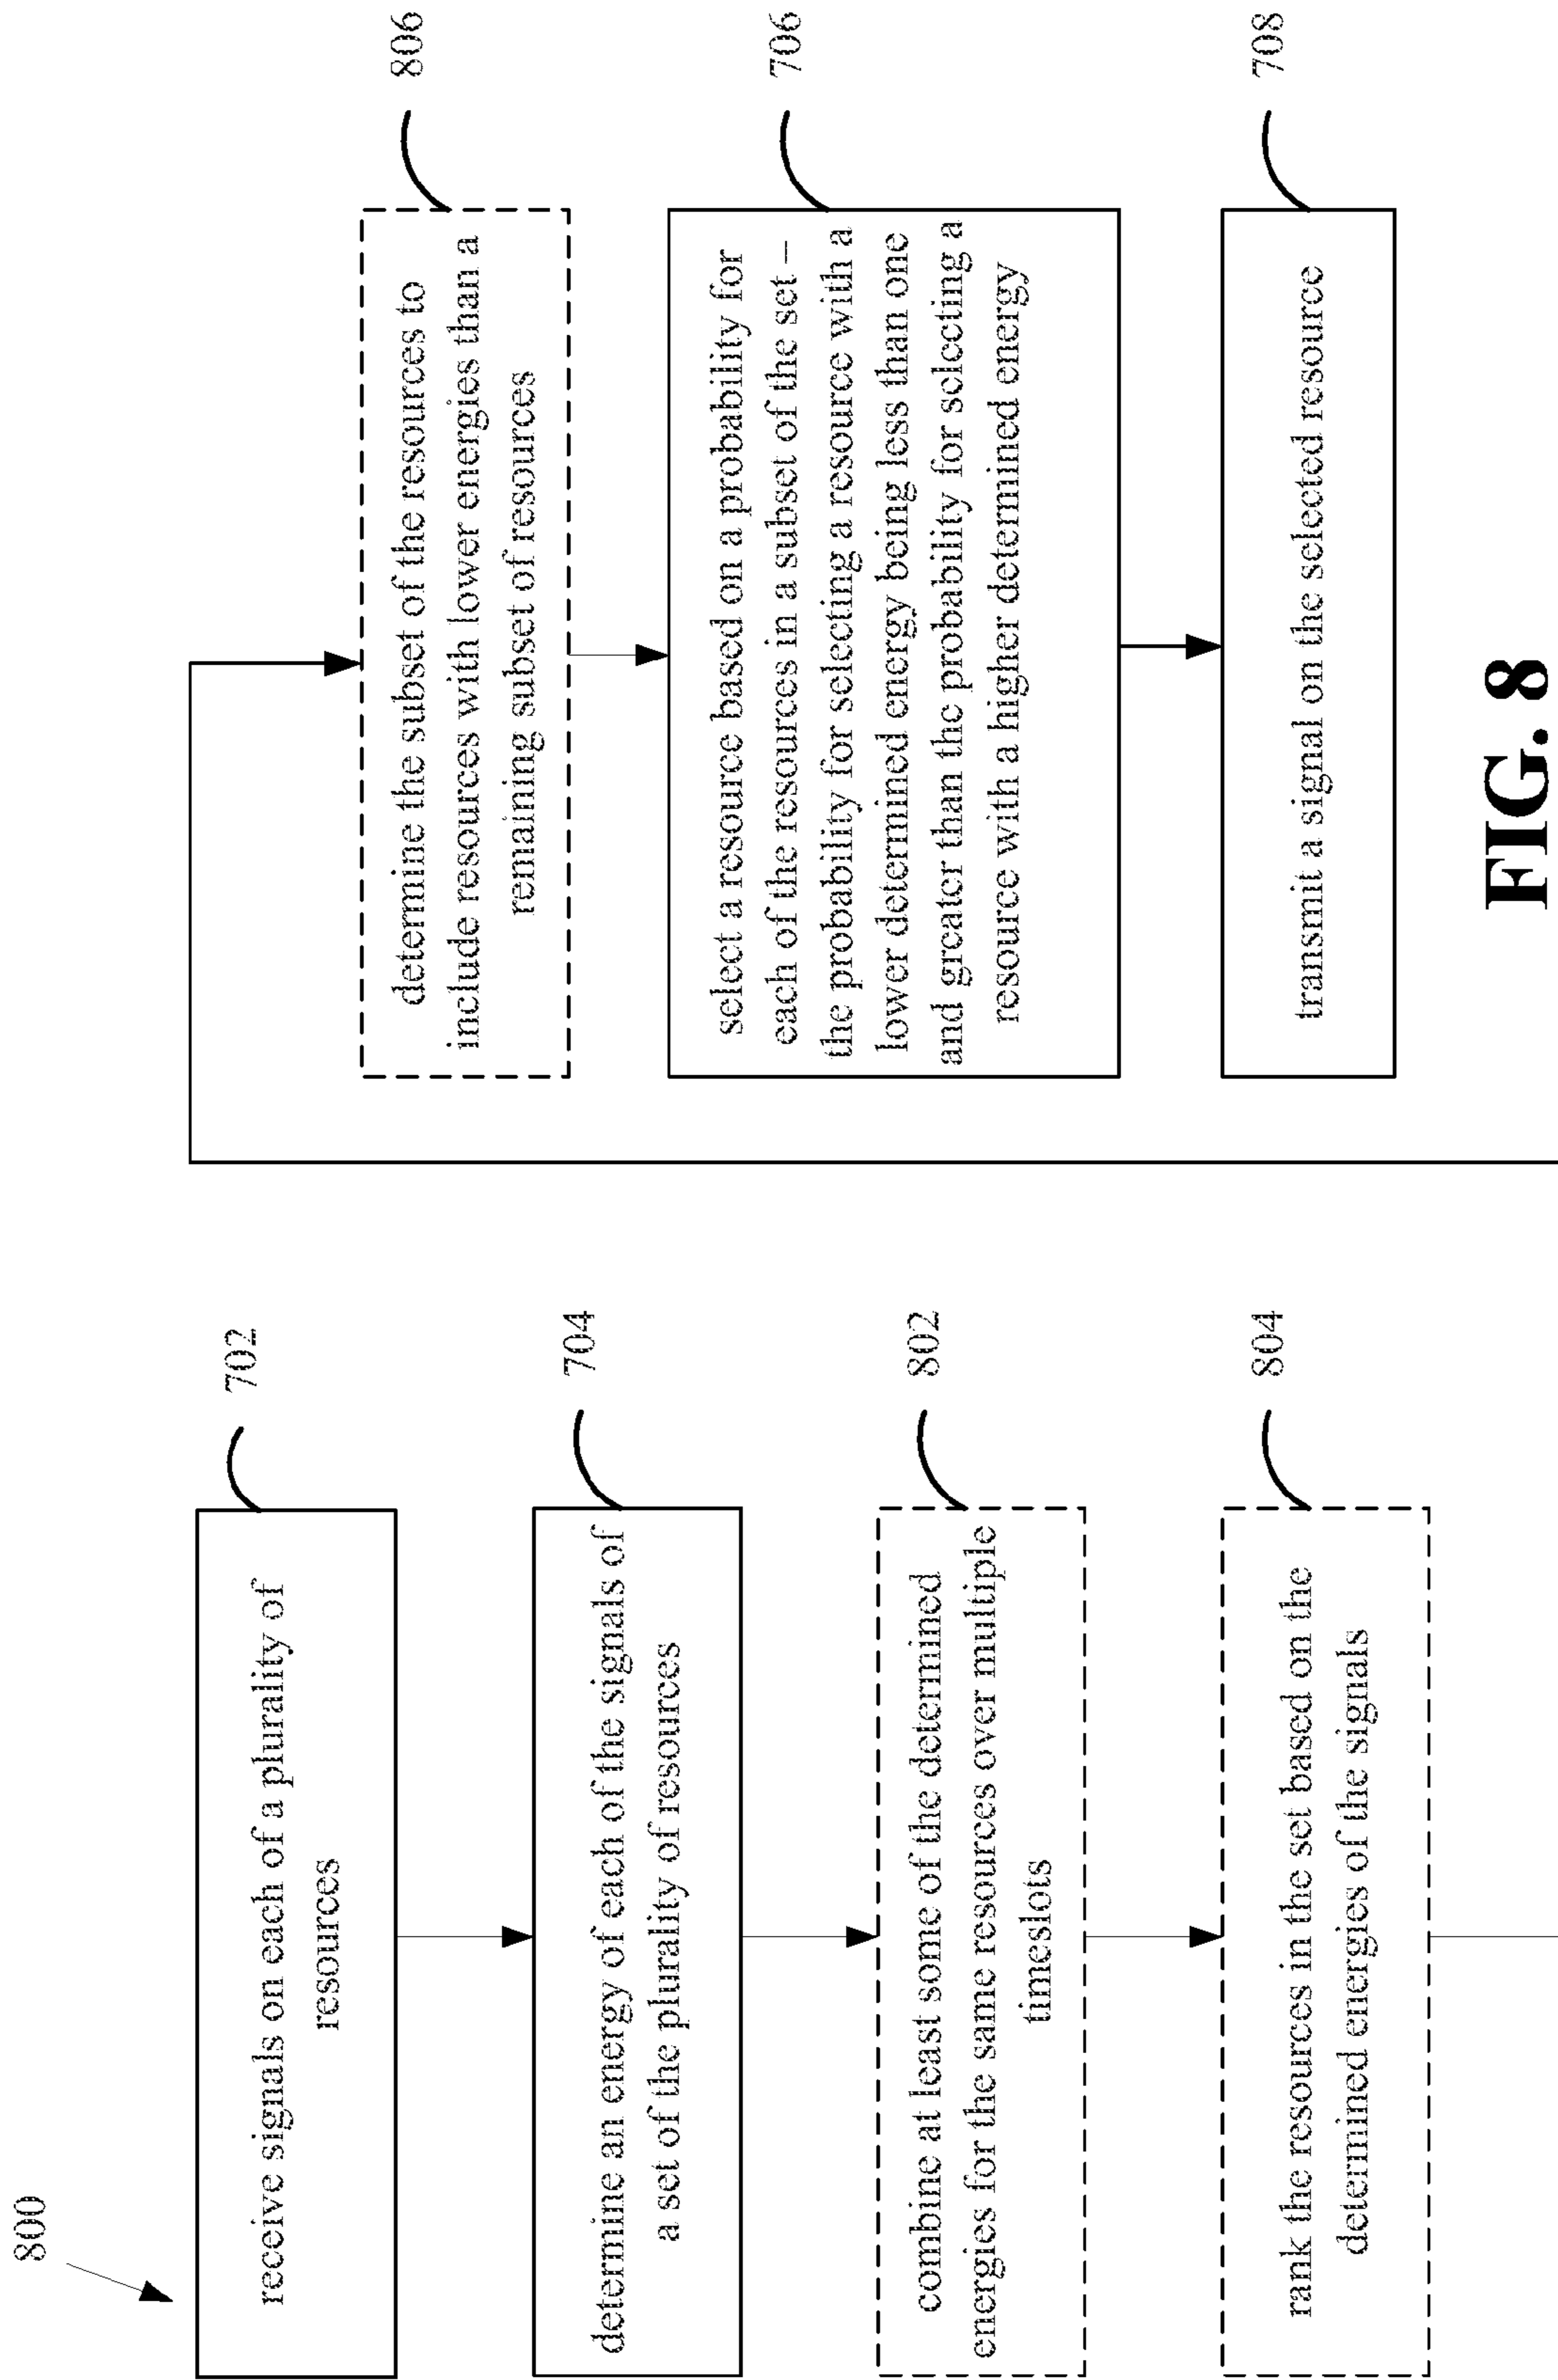 800
702
receive signals on each of a plurality of
resources
704
determine an energy of each of the signals of
a set of the plurality of resources
802
combine at least some of the determined
energies for the same resources over multiple
timeslots
804
rank the resources in the set based on the
determined energies of the signals
806
determine the subset of the resources to
include resources with lower energies than a
remaining subset of resources
706
select a resource based on a probability for
each of the resources in a subset of the set –
the probability for selecting a resource with a
lower determined energy being less than one
and greater than the probability for selecting a
resource with a higher determined energy
708
transmit a signal on the selected resource
FIG. 8